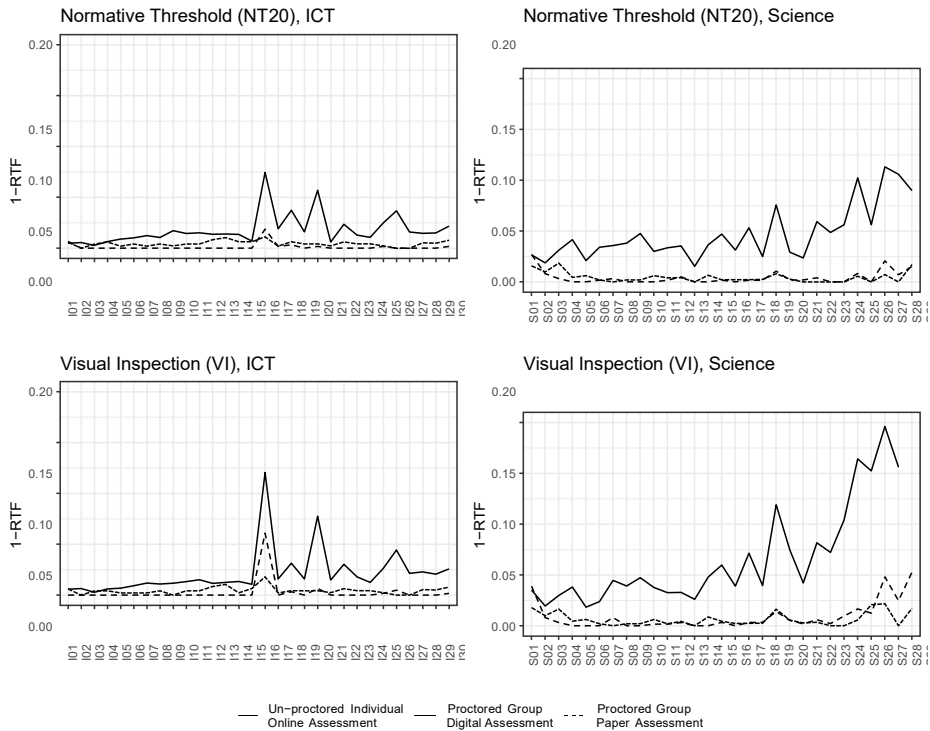 Normative Threshold (NT20), ICT
Normative Threshold (NT20), Science
0.20
0.15
0.10
0.05
0.00
1−RTF
I01 I02 I03 I04 I05 I06 I07 I08 I09 I10 I11 I12 I13 I14 I15 I16 I17 I18 I19 I20 I21 I22 I23 I24 I25 I26 I28 I29
0.20
0.15
0.10
0.05
0.00
1−RTF
S01 S02 S03 S04 S05 S06 S07 S08 S09 S10 S11 S12 S13 S14 S15 S16 S17 S18 S19 S20 S21 S22 S23 S24 S25 S26 S27 S28
Visual Inspection (VI), ICT
Visual Inspection (VI), Science
0.20
0.15
0.10
0.05
0.00
1−RTF
I01 I02 I03 I04 I05 I06 I07 I08 I09 I10 I11 I12 I13 I14 I15 I16 I17 I18 I19 I20 I21 I22 I23 I24 I25 I26 I28 I29
0.20
0.15
0.10
0.05
0.00
1−RTF
S01 S02 S03 S04 S05 S06 S07 S08 S09 S10 S11 S12 S13 S14 S15 S16 S17 S18 S19 S20 S21 S22 S23 S24 S25 S26 S27 S28
Un−proctored Individual
Online Assessment
Proctored Group
Digital Assessment
Proctored Group
Paper Assessment